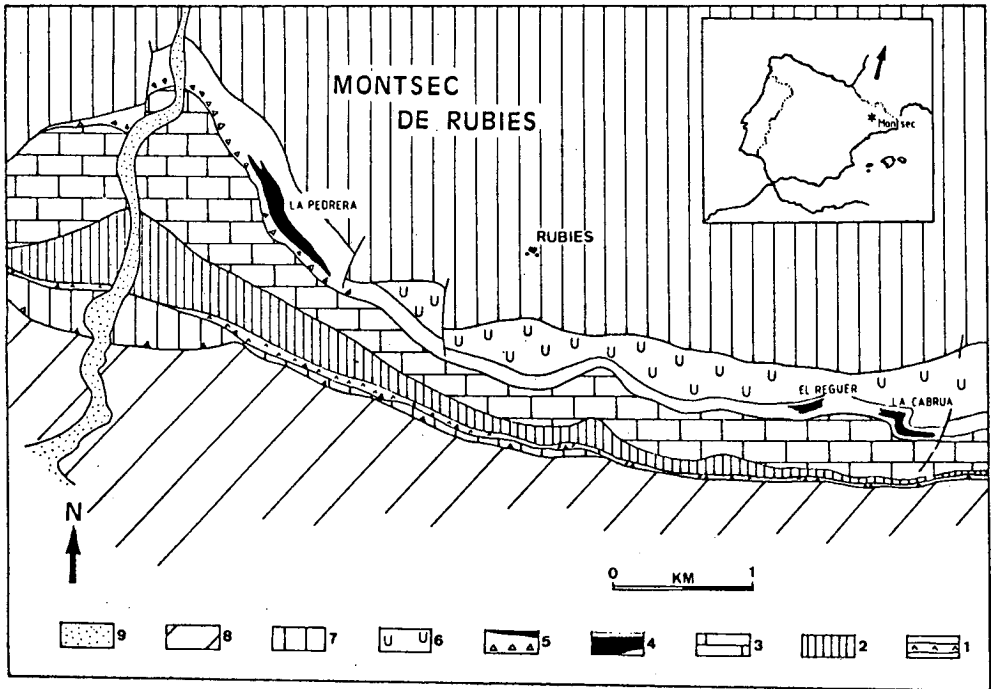 MONTSEC
DE RUBIES
Montsec
LA PEDRERA
RUBIES
EL REGUER
LA CABRUA
N
0 KM 1
9 8 7 6 5 4 3 2 1